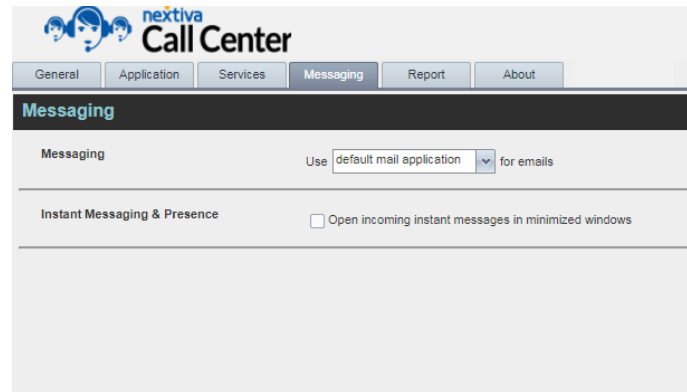 nextiva
Call Center
General Application Services Messaging Report About
Messaging
Messaging Use default mail application for emails
Instant Messaging & Presence Open incoming instant messages in minimized windows